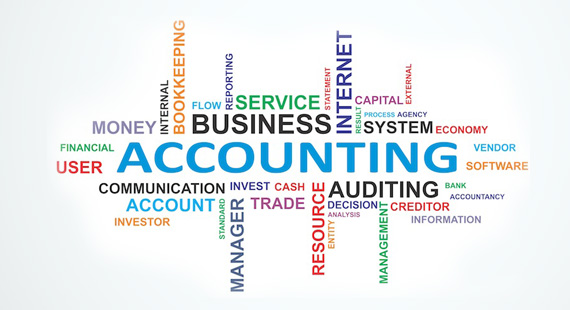 BOOKKEEPING
INTERNAL
FLOW
REPORTING
SERVICE
STATEMENT
INTERNET
CAPITAL
EXTERNAL
RESULT
PROCESS
AGENCY
MONEY
BUSINESS
SYSTEM
ECONOMY
FINANCIAL
ACCOUNTING
VENDOR
USER
SOFTWARE
COMMUNICATION
INVEST
CASH
AUDITING
BANK
ACCOUNTANCY
ACCOUNT
STANDARD
MANAGER
TRADE
RESOURCE
ENTITY
DECISION
ANALYSIS
CREDITOR
MANAGEMENT
INVESTOR
INFORMATION